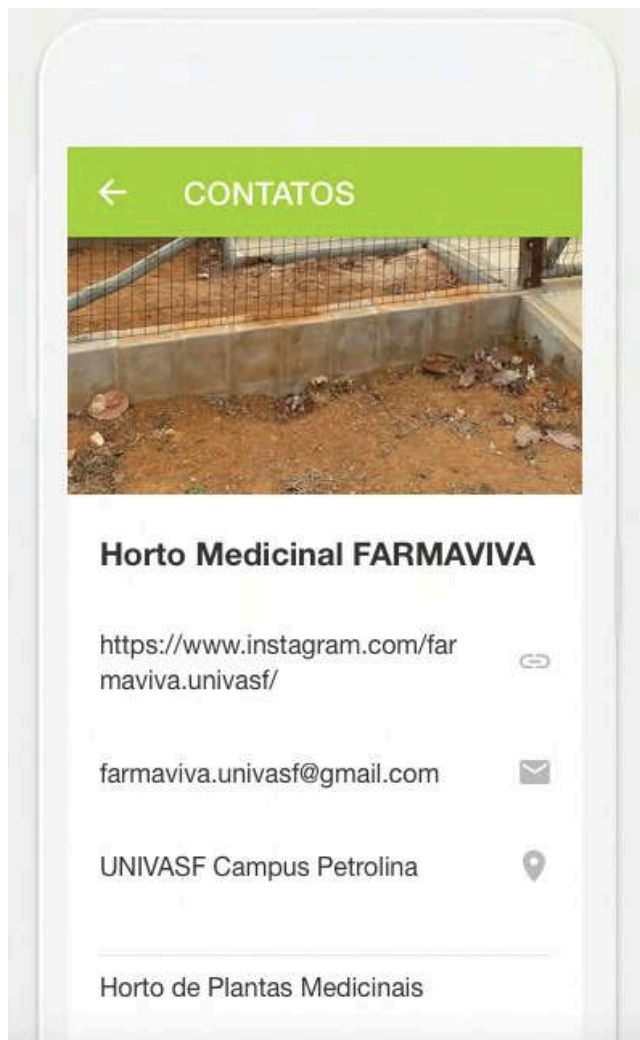 CONTATOS
Horto Medicinal FARMAVIVA
https://www.instagram.com/far
maviva.univasf/
farmaviva.univasf@gmail.com
UNIVASF Campus Petrolina
Horto de Plantas Medicinais